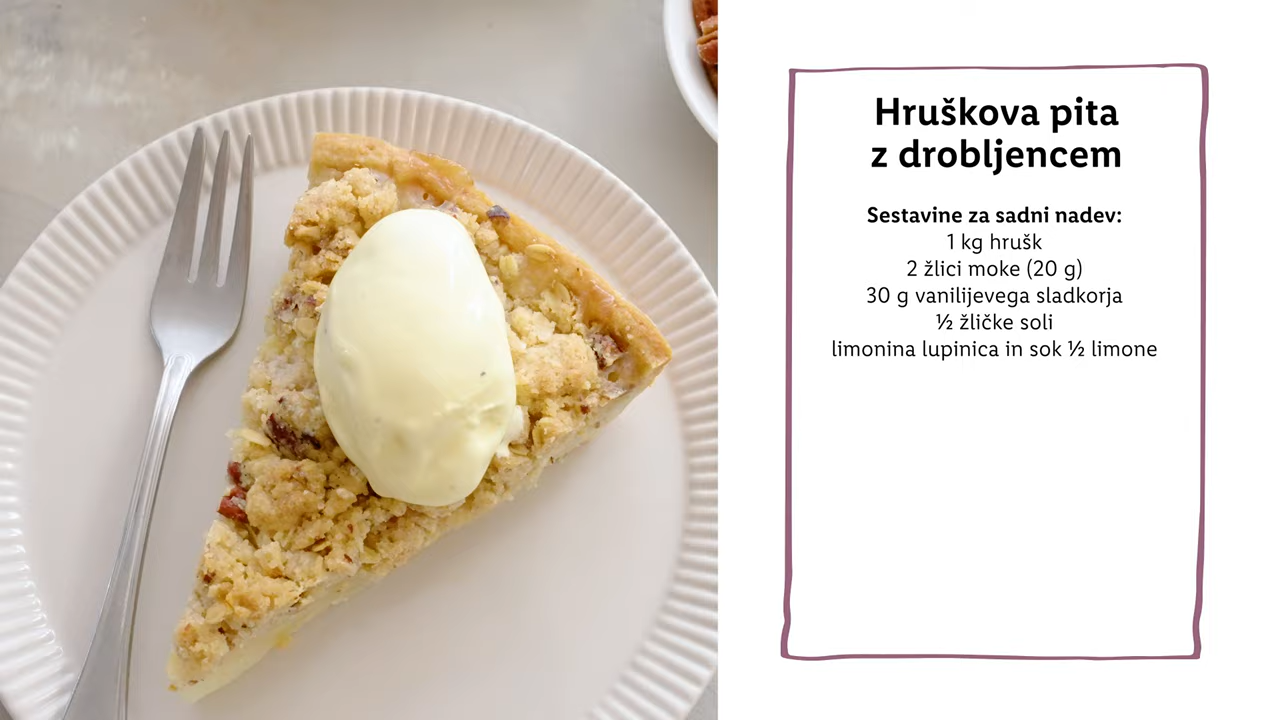 Hruškova pita
z drobljencem
Sestavine za sadni nadev:
1 kg hrušk
2 žlici moke (20 g)
30 g vanilijevega sladkorja
½ žličke soli
limonina lupinica in sok ½ limone